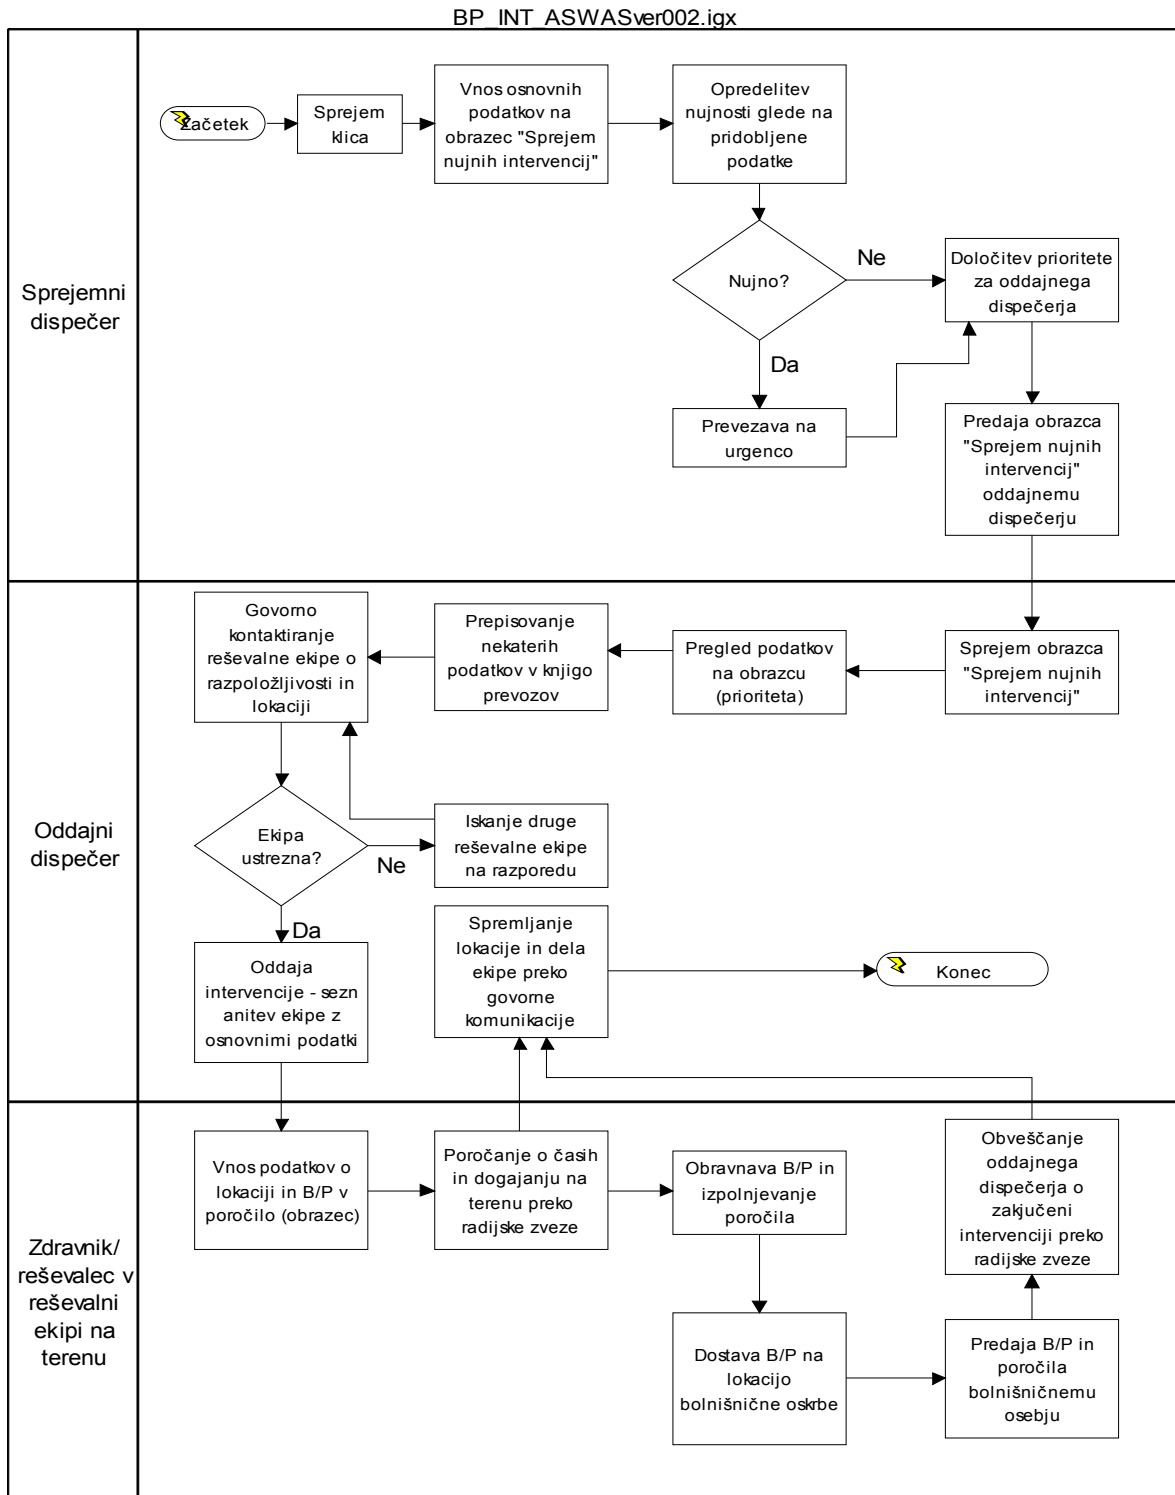 BP_INT_ASWASver002.igx
Sprejemni
dispečer
Začetek
Sprejem
klica
Vnos osnovnih
podatkov na
obrazec "Sprejem
nujnih intervencij"
Opredelitev
nujnosti glede na
pridobljene
podatke
Nujno?
Ne
Da
Določitev prioritete
za oddajnega
dispečerja
Prevezava na
urgenco
Predaja obrazca
"Sprejem nujnih
intervencij"
oddajnemu
dispečerju
Oddajni
dispečer
Govorno
kontaktiranje
reševalne ekipe o
razpoložljivosti in
lokaciji
Prepisovanje
nekaterih
podatkov v knjigo
prevozov
Pregled podatkov
na obrazcu
(prioriteta)
Sprejem obrazca
"Sprejem nujnih
intervencij"
Ekipa
ustrezna?
Ne
Da
Iskanje druge
reševalne ekipe
na razporedu
Oddaja
intervencije - sezn
anitev ekipe z
osnovnimi podatki
Spremljanje
lokacije in dela
ekipe preko
govorne
komunikacije
Konec
Zdravnik/
reševalec v
reševalni
ekipi na
terenu
Vnos podatkov o
lokaciji in B/P v
poročilo (obrazec)
Poročanje o časih
in dogajanju na
terenu preko
radijske zveze
Obravnava B/P in
izpolnjevanje
poročila
Obveščanje
oddajnega
dispečerja o
zakjučeni
intervenciji preko
radijske zveze
Dostava B/P na
lokacijo
bolnišnične oskrbe
Predaja B/P in
poročila
bolnišničnemu
osebju